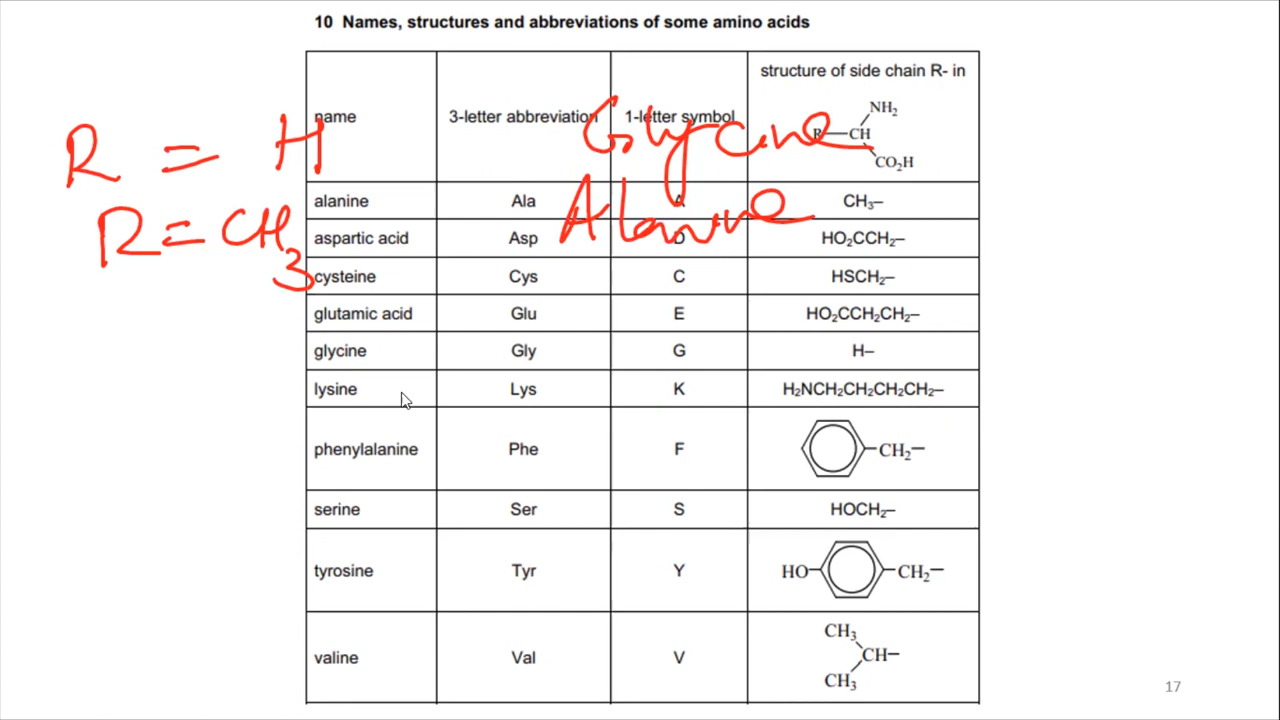 10 Names, structures and abbreviations of some amino acids
name 3-letter abbreviation 1-letter symbol structure of side chain R- in
NH₂
R—CH
CO₂H
R = H Glycine
R = CH3 Alanine
alanine Ala A CH₃–
aspartic acid Asp D HO₂CCH₂–
cysteine Cys C HSCH₂–
glutamic acid Glu E HO₂CCH₂CH₂–
glycine Gly G H–
lysine Lys K H₂NCH₂CH₂CH₂CH₂–
phenylalanine Phe F CH₂–
serine Ser S HOCH₂–
tyrosine Tyr Y HO CH₂–
valine Val V CH₃
CH–
CH₃
17